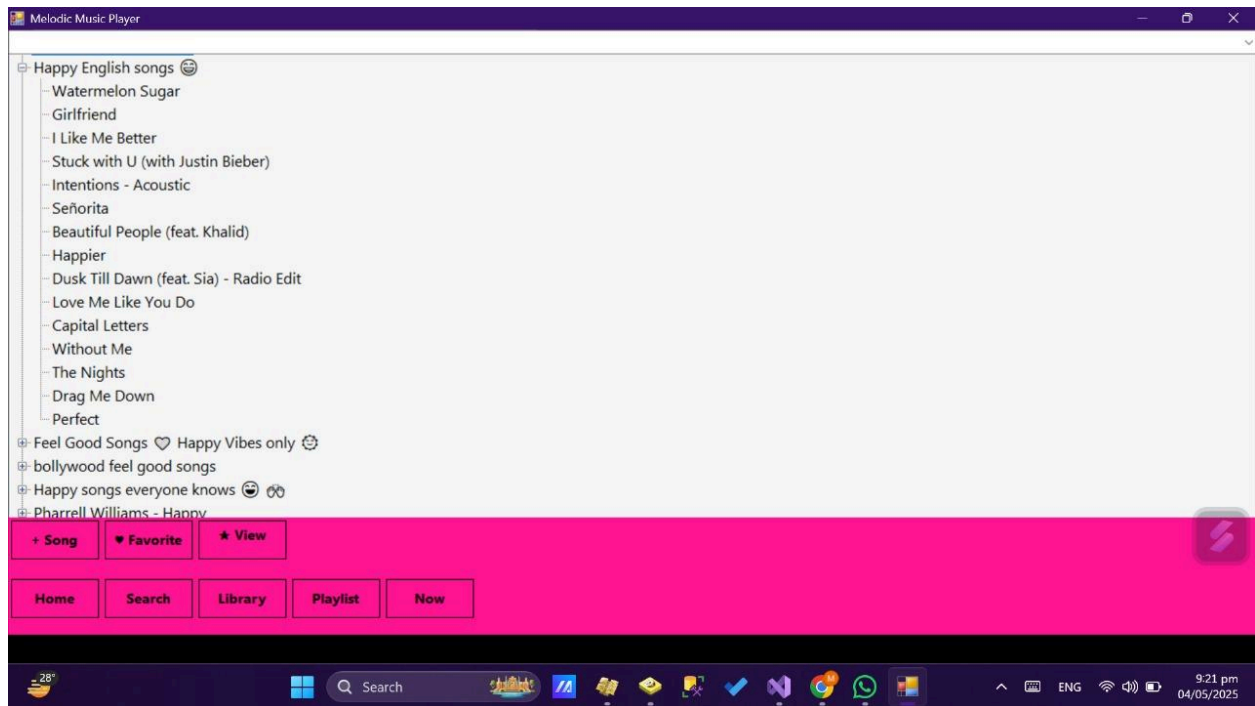 Melodic Music Player
Happy English songs 😄
Watermelon Sugar
Girlfriend
I Like Me Better
Stuck with U (with Justin Bieber)
Intentions - Acoustic
Señorita
Beautiful People (feat. Khalid)
Happier
Dusk Till Dawn (feat. Sia) - Radio Edit
Love Me Like You Do
Capital Letters
Without Me
The Nights
Drag Me Down
Perfect
Feel Good Songs ♡ Happy Vibes only 😊
bollywood feel good songs
Happy songs everyone knows 😀 👓
Pharrell Williams - Happy
+ Song ♥ Favorite ★ View
Home Search Library Playlist Now
28° Search ENG 9:21 pm
04/05/2025